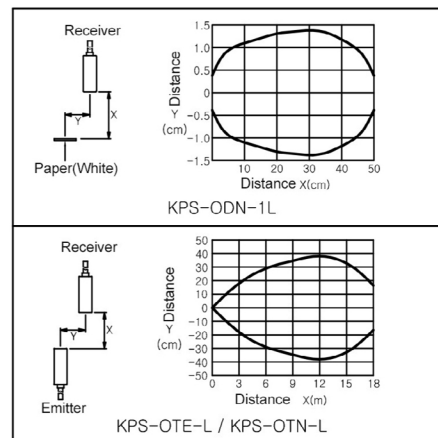 Receiver
X
Y
Paper(White)
Distance
Y
(cm)
1.5
1.0
0.5
0
-0.5
-1.0
-1.5
10 20 30 40 50
Distance X(cm)
KPS-ODN-1L
Receiver
X
Y
Emitter
Distance
Y
(cm)
50
40
30
20
10
0
-10
-20
-30
-40
-50
0 3 6 9 12 15 18
Distance X(m)
KPS-OTE-L / KPS-OTN-L